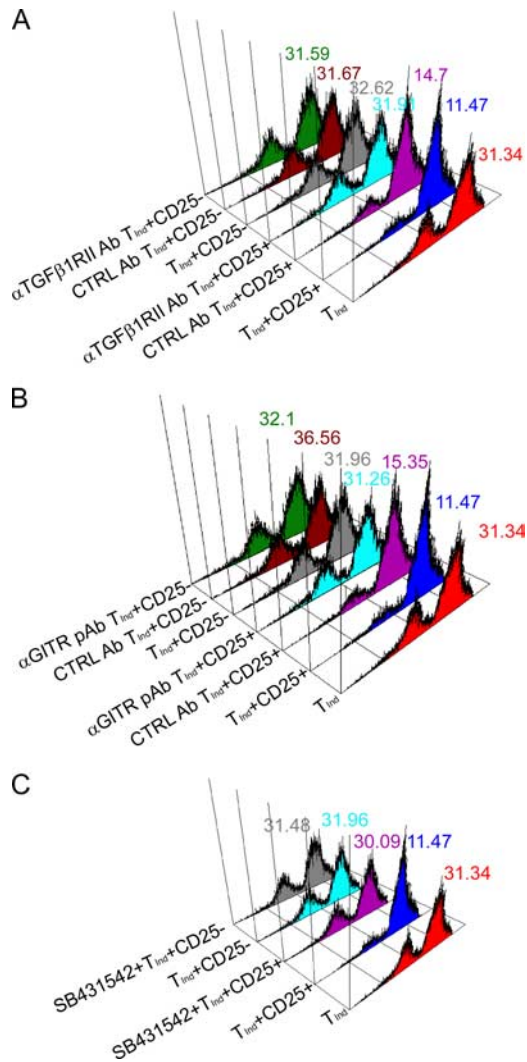 A
31.59
31.67
32.62
31.91
14.7
11.47
31.34
αTGFβ1RII Ab TInd+CD25-
CTRL Ab TInd+CD25-
TInd+CD25-
αTGFβ1RII Ab TInd+CD25+
CTRL Ab TInd+CD25+
TInd+CD25+
TInd
B
32.1
36.56
31.96
31.26
15.35
11.47
31.34
αGITR pAb TInd+CD25-
CTRL Ab TInd+CD25-
TInd+CD25-
αGITR pAb TInd+CD25+
CTRL Ab TInd+CD25+
TInd+CD25+
TInd
C
31.48
31.96
30.09
11.47
31.34
SB431542+TInd+CD25-
TInd+CD25-
SB431542+TInd+CD25+
TInd+CD25+
TInd